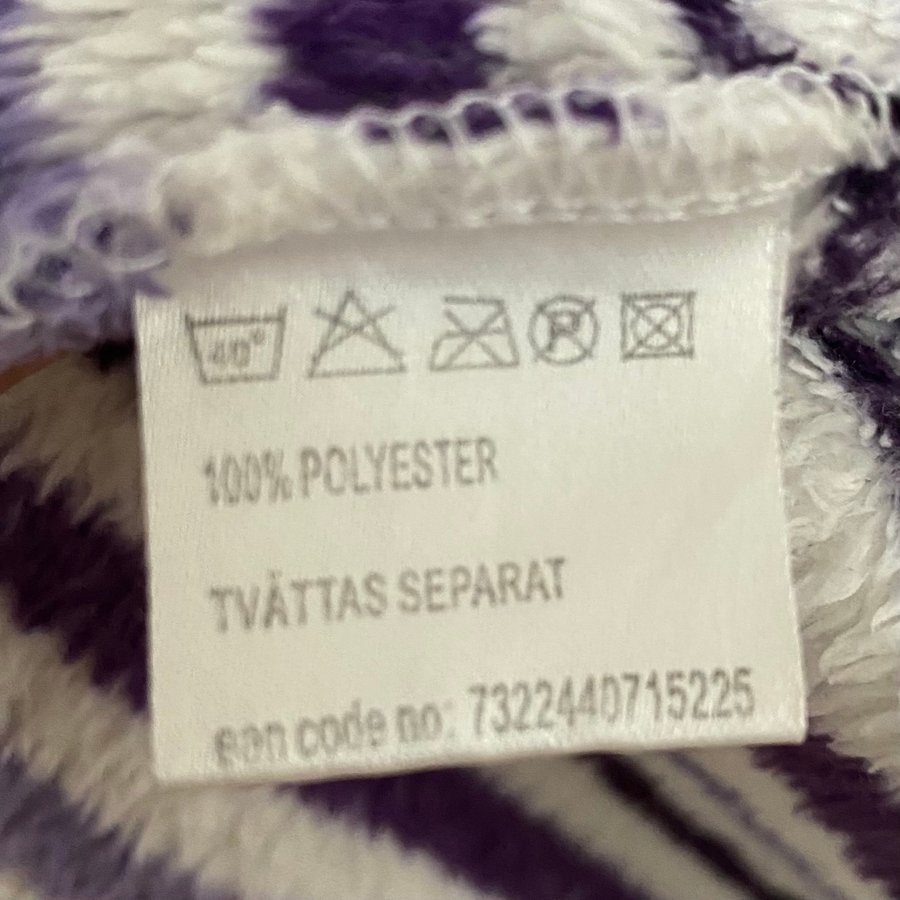 40°
P
100% POLYESTER
TVÄTTAS SEPARAT
ean code no: 7322440715225